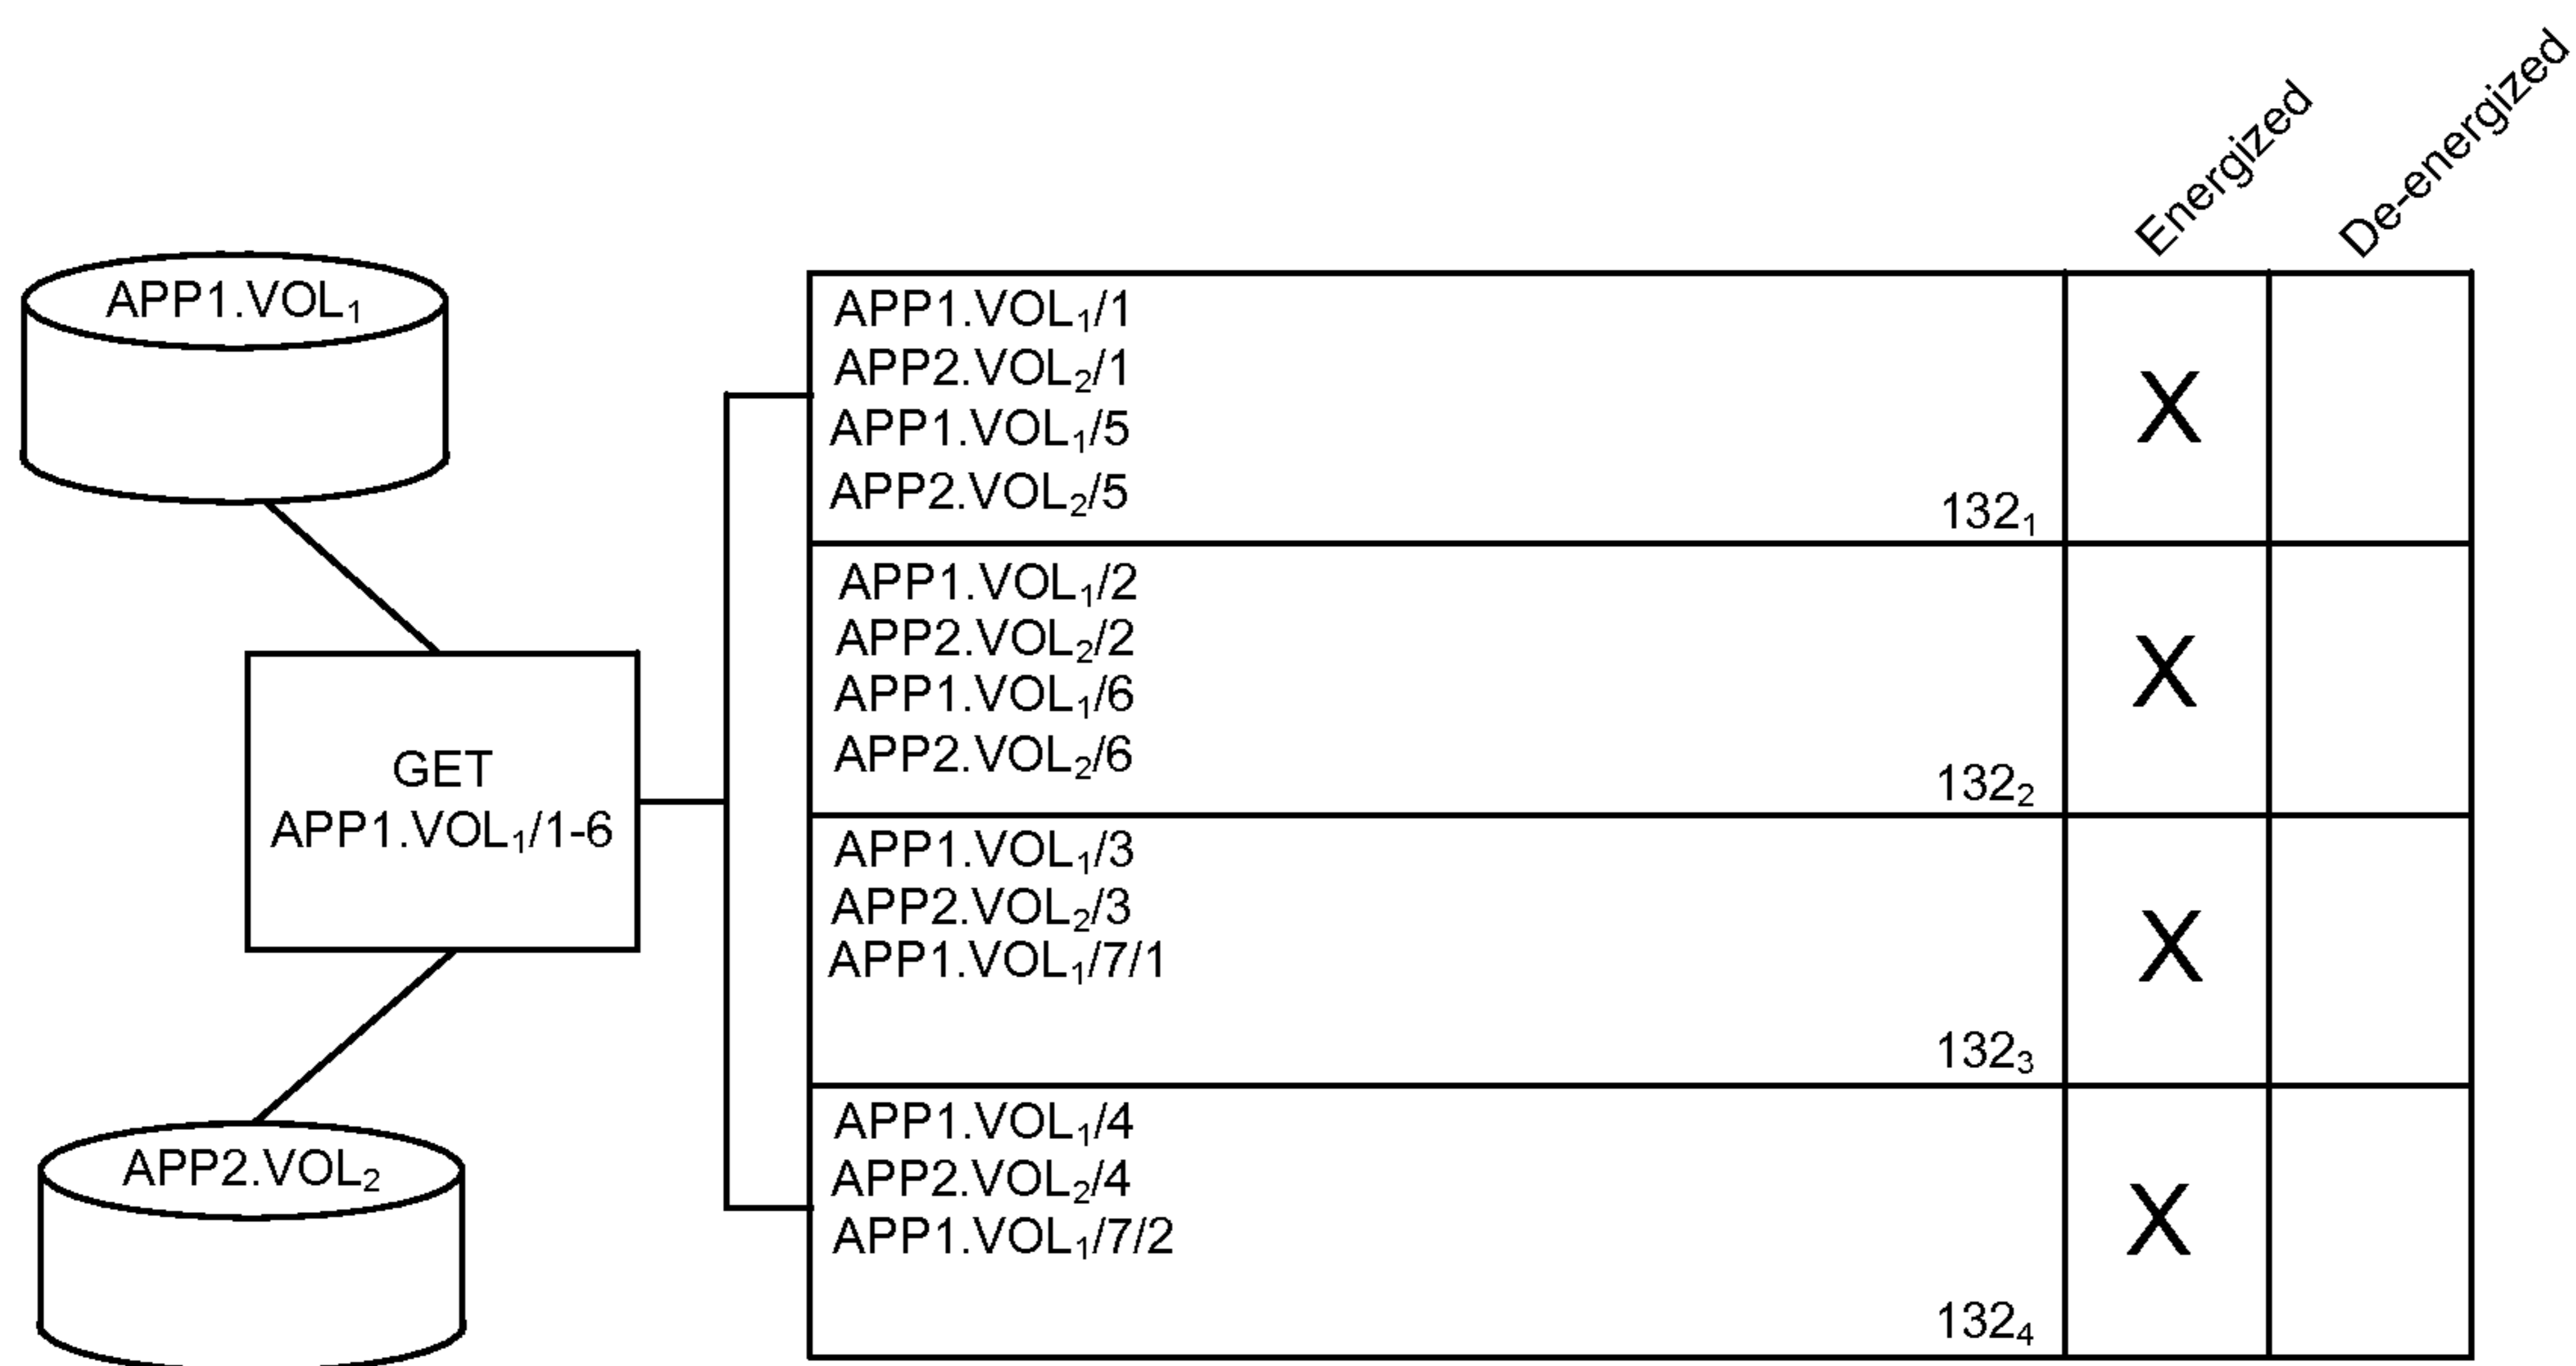 Energized
De-energized
APP1.VOL₁
APP1.VOL₁/1
APP2.VOL₂/1
APP1.VOL₁/5
APP2.VOL₂/5
132₁
APP1.VOL₁/2
APP2.VOL₂/2
APP1.VOL₁/6
APP2.VOL₂/6
132₂
GET
APP1.VOL₁/1-6
APP1.VOL₁/3
APP2.VOL₂/3
APP1.VOL₁/7/1
132₃
APP1.VOL₁/4
APP2.VOL₂/4
APP1.VOL₁/7/2
132₄
APP2.VOL₂
X
X
X
X